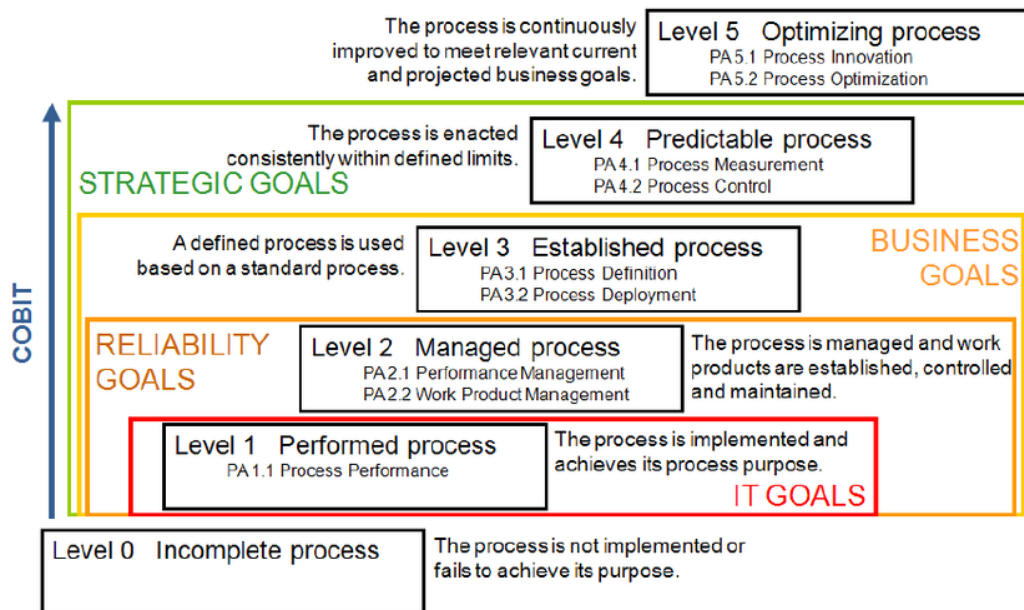 The process is continuously
improved to meet relevant current
and projected business goals.
Level 5 Optimizing process
PA 5.1 Process Innovation
PA 5.2 Process Optimization
The process is enacted
consistently within defined limits.
Level 4 Predictable process
PA 4.1 Process Measurement
PA 4.2 Process Control
STRATEGIC GOALS
A defined process is used
based on a standard process.
Level 3 Established process
PA 3.1 Process Definition
PA 3.2 Process Deployment
BUSINESS
GOALS
COBIT
RELIABILITY
GOALS
Level 2 Managed process
PA 2.1 Performance Management
PA 2.2 Work Product Management
The process is managed and work
products are established, controlled
and maintained.
Level 1 Performed process
PA 1.1 Process Performance
The process is implemented and
achieves its process purpose.
IT GOALS
Level 0 Incomplete process
The process is not implemented or
fails to achieve its purpose.